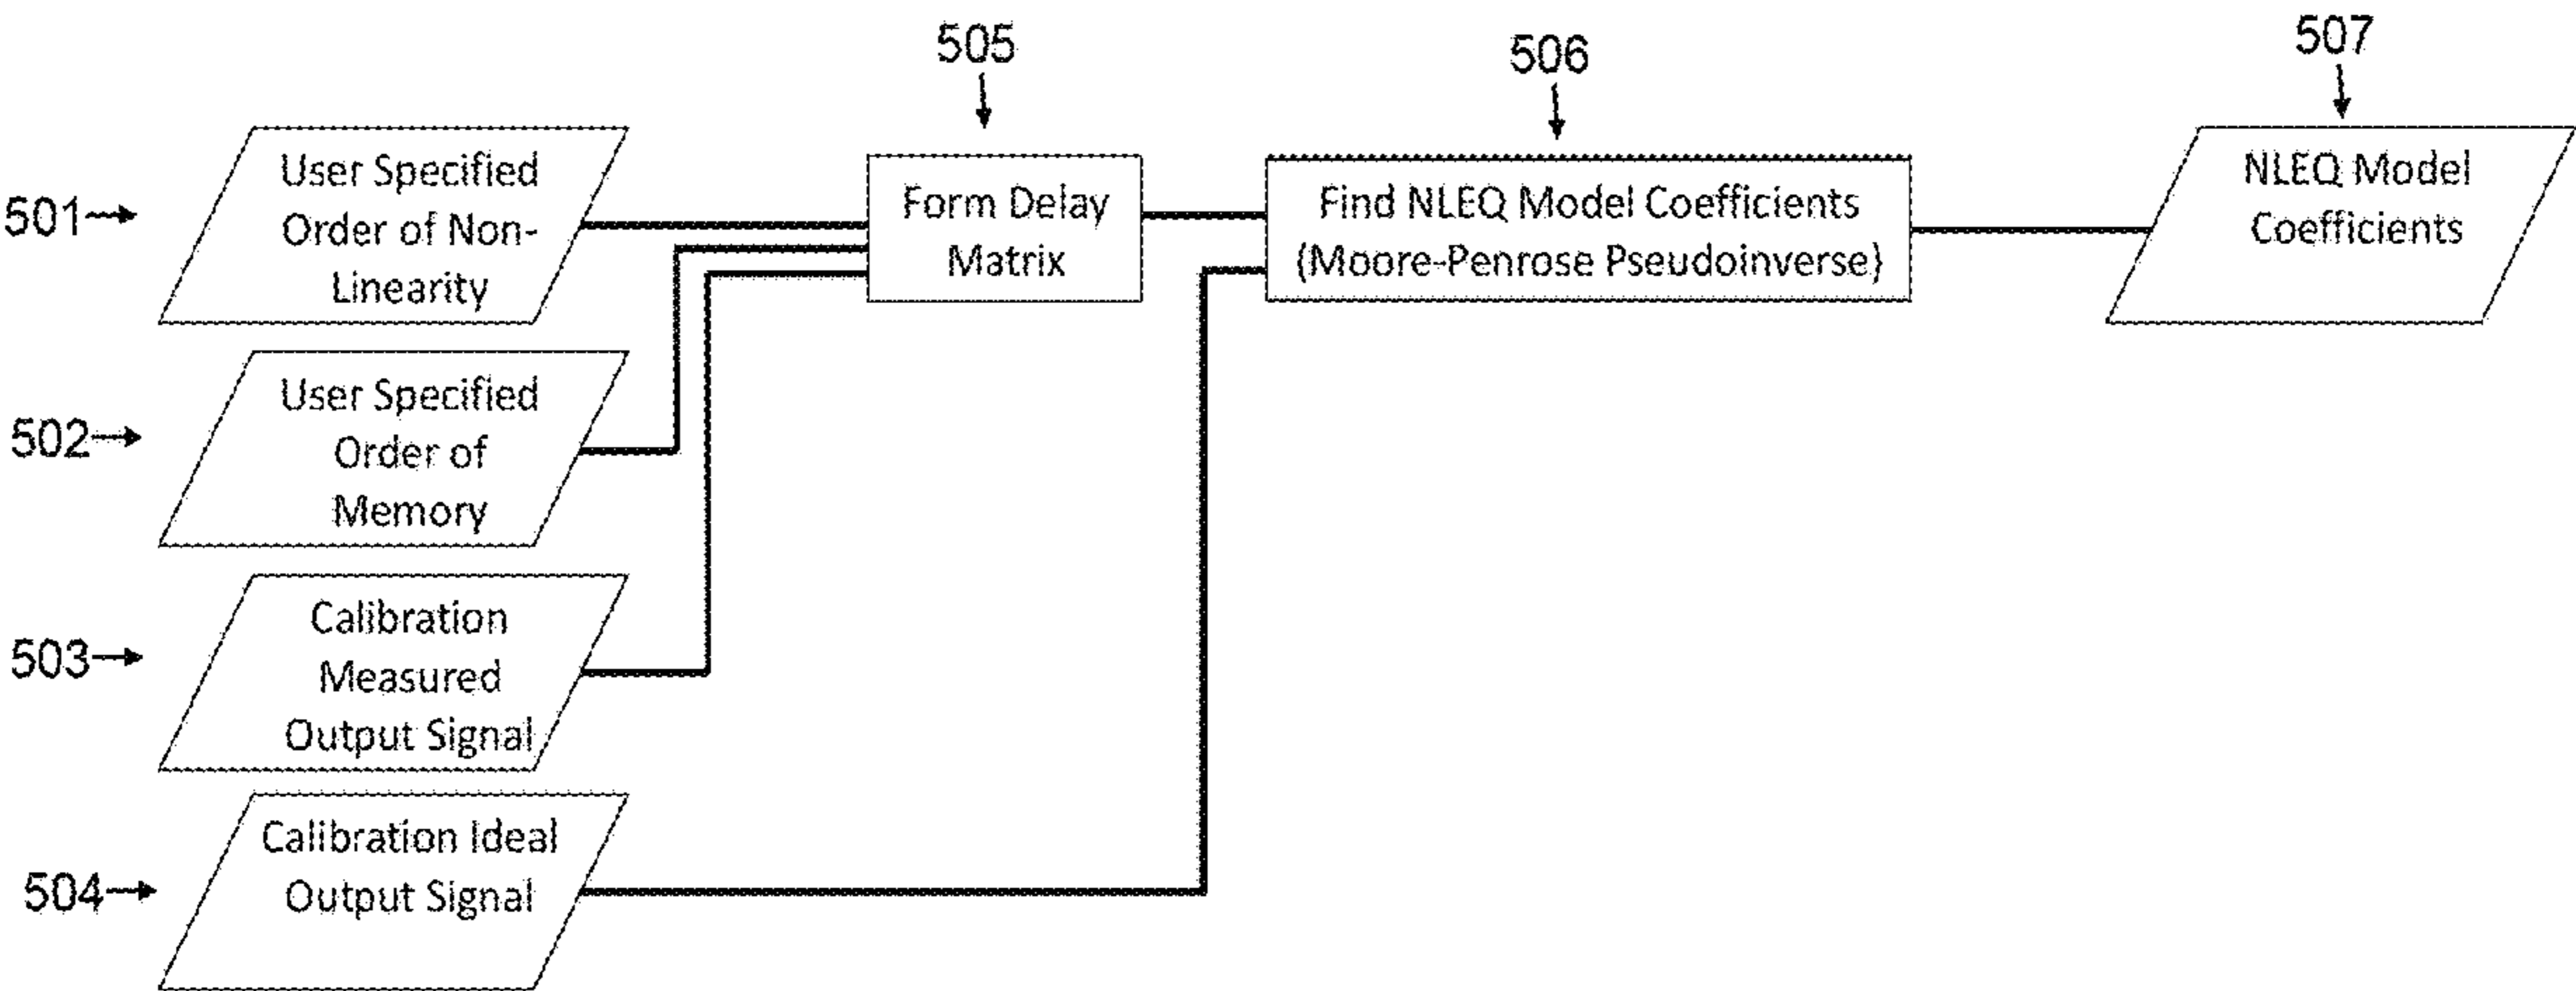 505
506
507
501
User Specified
Order of Non-
Linearity
Form Delay
Matrix
Find NLEQ Model Coefficients
(Moore-Penrose Pseudoinverse)
NLEQ Model
Coefficients
502
User Specified
Order of
Memory
503
Calibration
Measured
Output Signal
504
Calibration Ideal
Output Signal